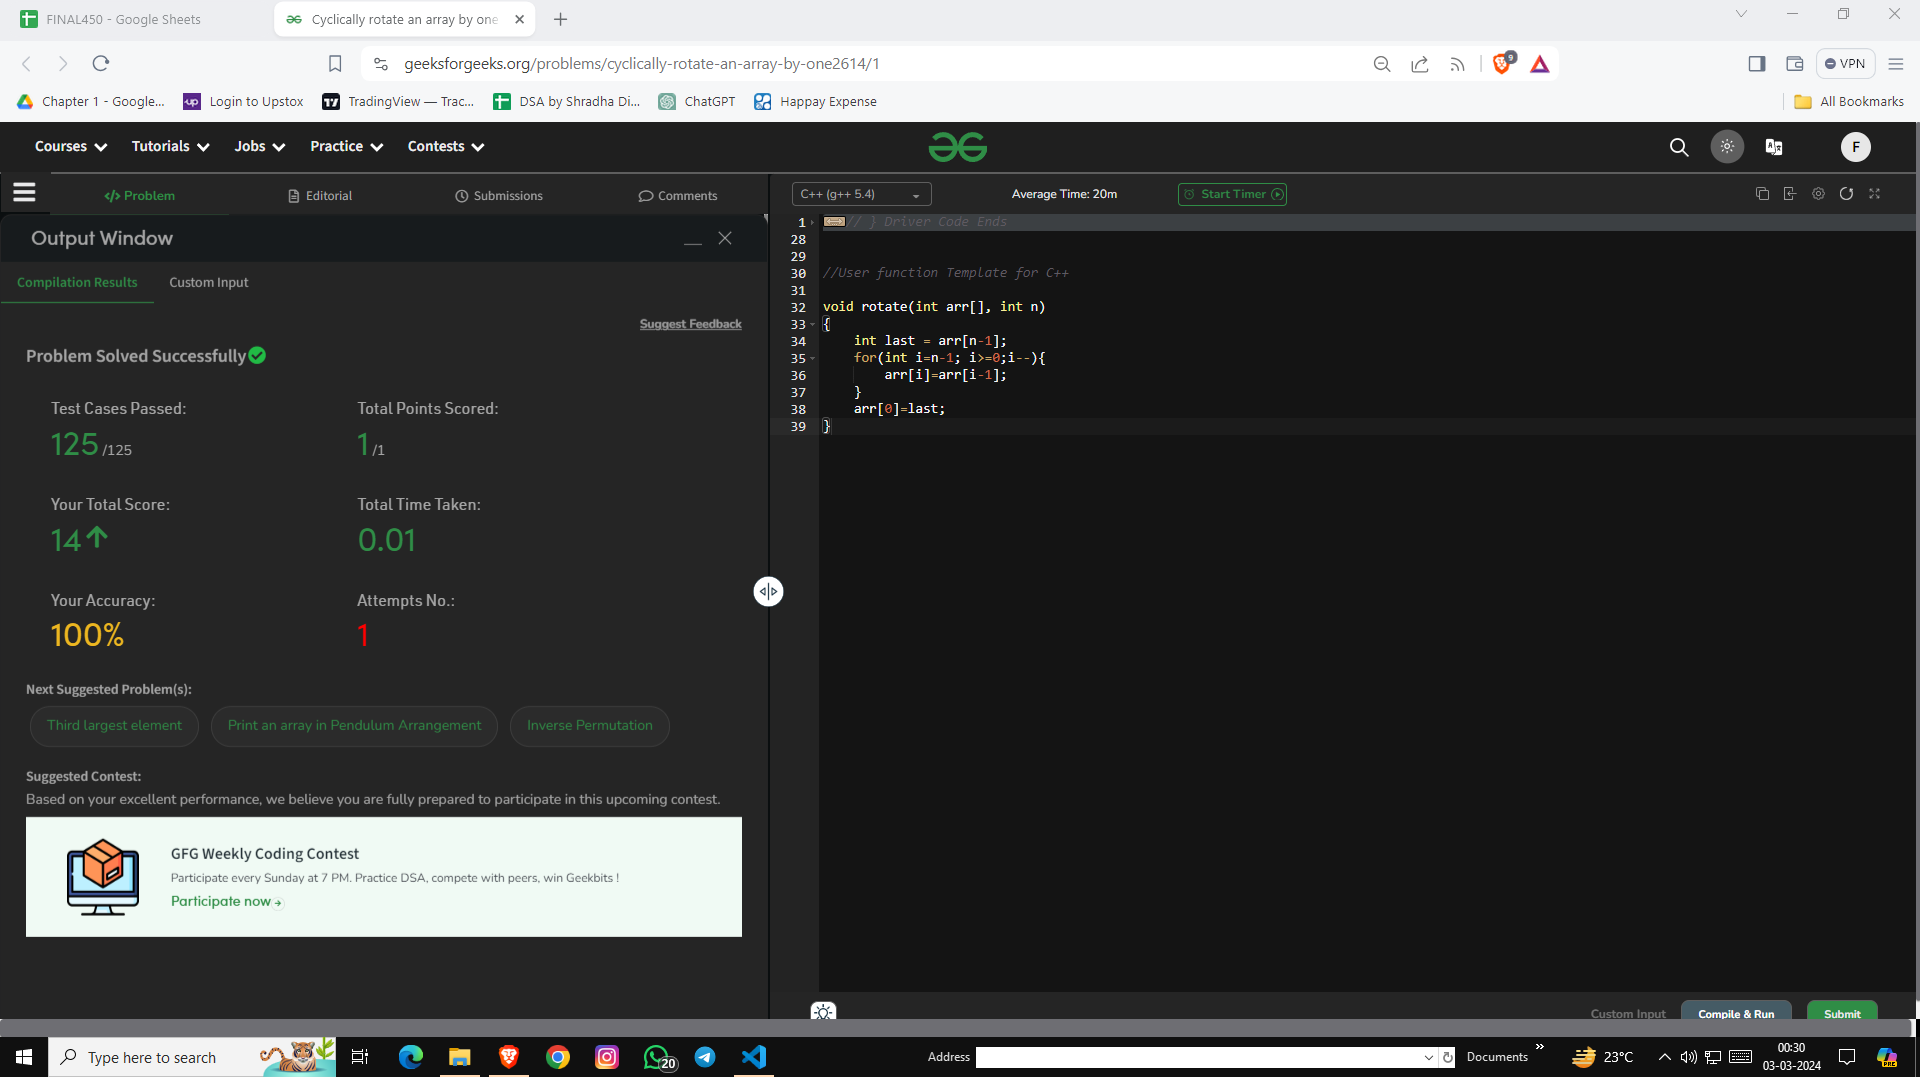 FINAL450 - Google Sheets
Cyclically rotate an array by one
geeksforgeeks.org/problems/cyclically-rotate-an-array-by-one2614/1
9
VPN
Chapter 1 - Google...
Login to Upstox
TradingView — Trac...
DSA by Shradha Di...
ChatGPT
Happay Expense
All Bookmarks
Courses
Tutorials
Jobs
Practice
Contests
F
Problem
Editorial
Submissions
Comments
Output Window
Compilation Results
Custom Input
Suggest Feedback
Problem Solved Successfully
Test Cases Passed:
125 /125
Total Points Scored:
1 /1
Your Total Score:
14
Total Time Taken:
0.01
Your Accuracy:
100%
Attempts No.:
1
Next Suggested Problem(s):
Third largest element
Print an array in Pendulum Arrangement
Inverse Permutation
Suggested Contest:
Based on your excellent performance, we believe you are fully prepared to participate in this upcoming contest.
GFG Weekly Coding Contest
Participate every Sunday at 7 PM. Practice DSA, compete with peers, win Geekbits !
Participate now
C++ (g++ 5.4)
Average Time: 20m
Start Timer
1 // } Driver Code Ends
28
29
30 //User function Template for C++
31
32 void rotate(int arr[], int n)
33 {
34 int last = arr[n-1];
35 for(int i=n-1; i>=0;i--){
36 arr[i]=arr[i-1];
37 }
38 arr[0]=last;
39 }
Custom Input
Compile & Run
Submit
Type here to search
20
Address
Documents
23°C
00:30
03-03-2024
PRE